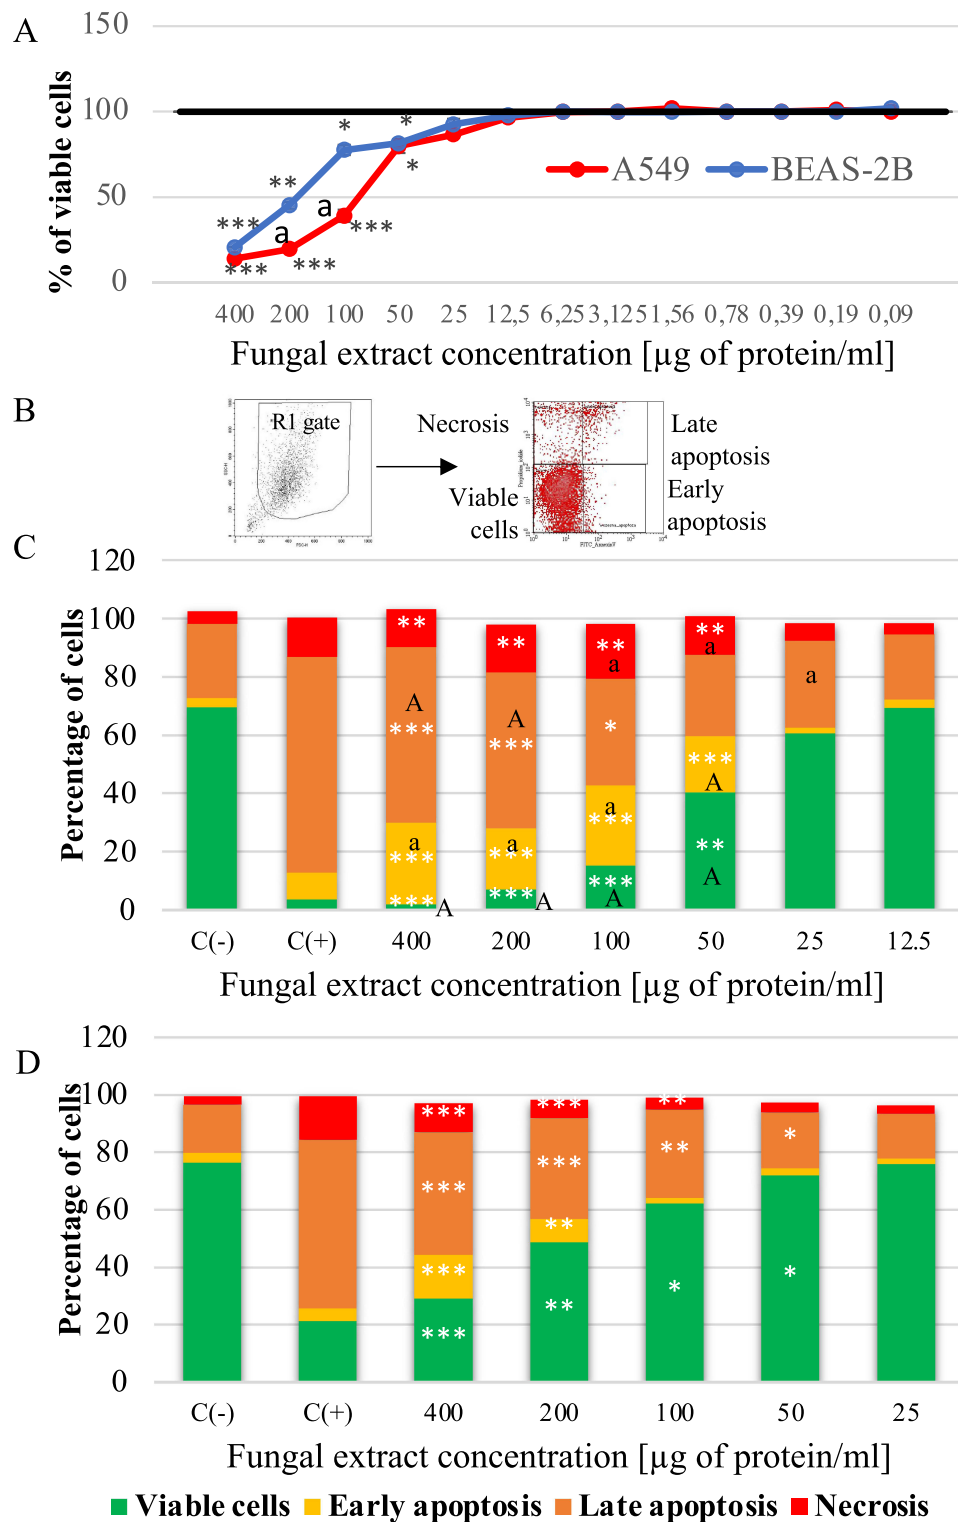 A
150
100
50
0
% of viable cells
*
*
*
**
***
a
a
***
***
***
A549
BEAS-2B
400 200 100 50 25 12,5 6,25 3,125 1,56 0,78 0,39 0,19 0,09
Fungal extract concentration [µg of protein/ml]
B
R1 gate
Necrosis
Late apoptosis
Viable cells
Early apoptosis
FSC-H
FITC_AnnexinV
C
120
100
80
60
40
20
0
Percentage of cells
** ** ** **
a a
A A a
*** *** *
a a a *** A
*** *** *** **
*** *** *** A
A A A
C(-) C(+) 400 200 100 50 25 12.5
Fungal extract concentration [µg of protein/ml]
D
120
100
80
60
40
20
0
Percentage of cells
*** *** **
*** *** ** *
*** **
*** ** * *
C(-) C(+) 400 200 100 50 25
Fungal extract concentration [µg of protein/ml]
Viable cells Early apoptosis Late apoptosis Necrosis